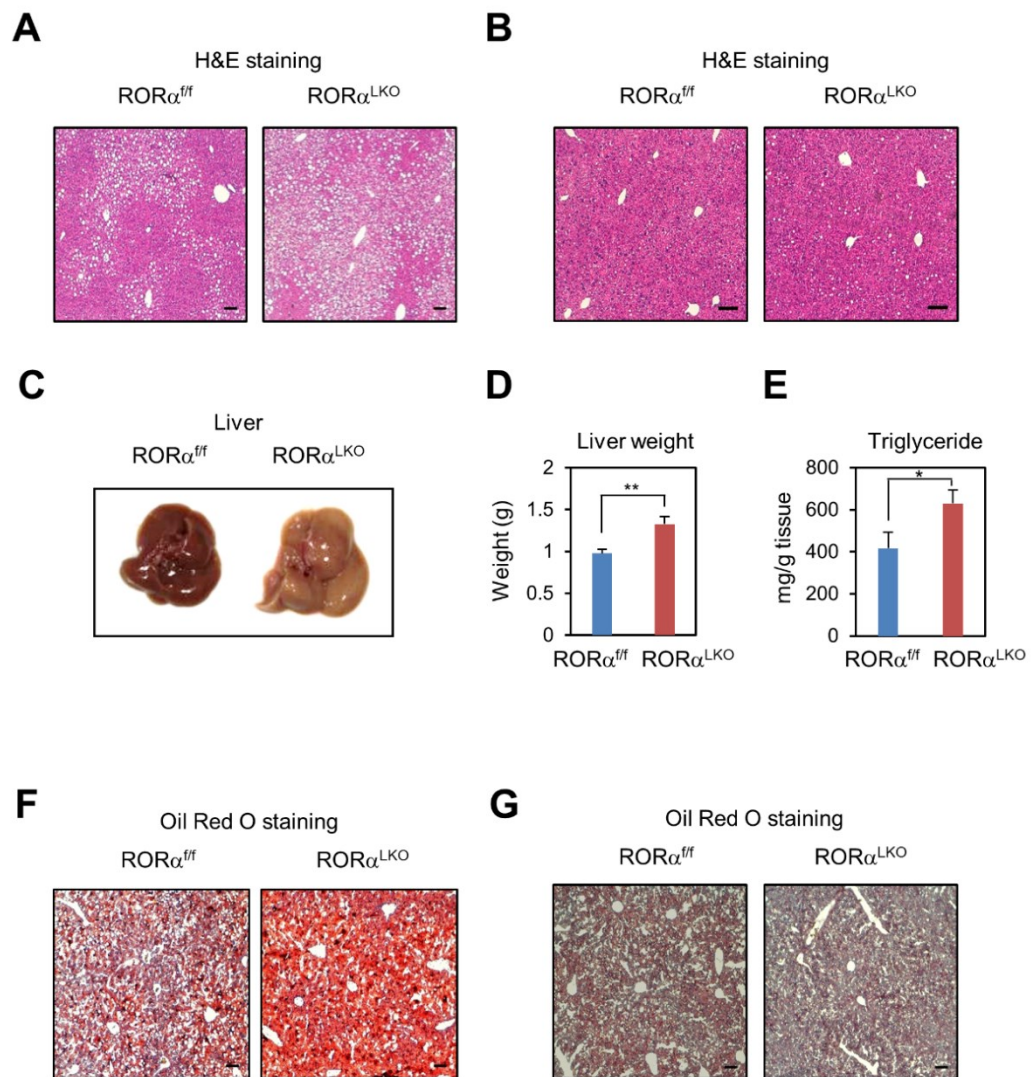 A
H&E staining
RORα^f/f RORα^LKO
B
H&E staining
RORα^f/f RORα^LKO
C
Liver
RORα^f/f RORα^LKO
D
Liver weight
Weight (g)
2
1.5
1
0.5
0
**
RORα^f/f RORα^LKO
E
Triglyceride
mg/g tissue
800
600
400
200
0
*
RORα^f/f RORα^LKO
F
Oil Red O staining
RORα^f/f RORα^LKO
G
Oil Red O staining
RORα^f/f RORα^LKO